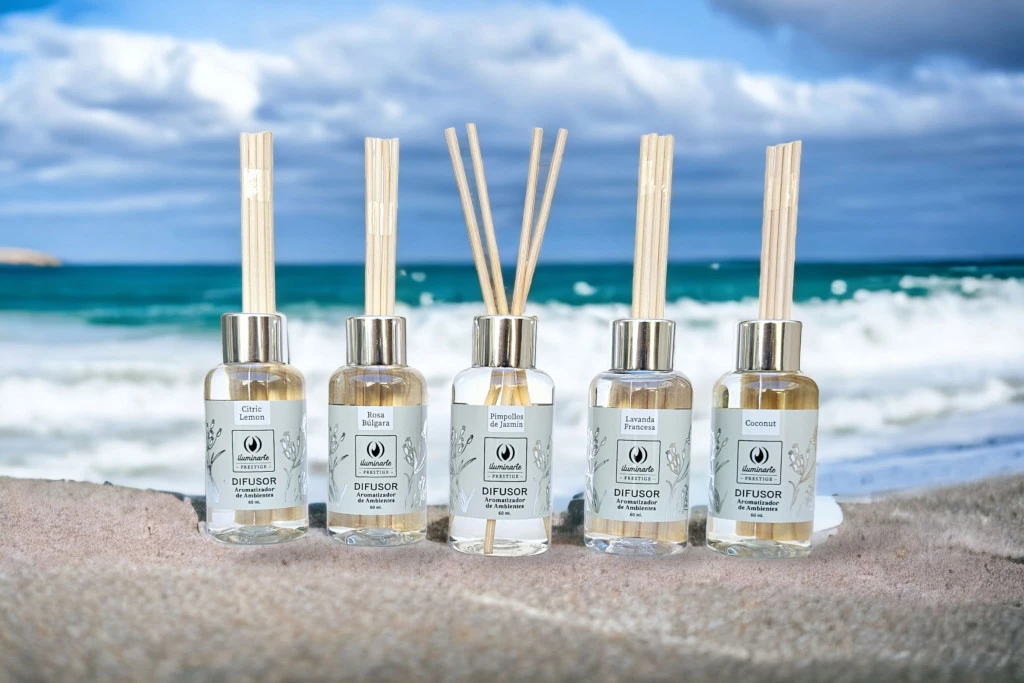 Citric
Lemon
iluminarte
PRESTIGE
DIFUSOR
Aromatizador
de Ambientes
60 ml.
Rosa
Búlgara
iluminarte
PRESTIGE
DIFUSOR
Aromatizador
de Ambientes
60 ml.
Pimpollos
de Jazmín
iluminarte
PRESTIGE
DIFUSOR
Aromatizador
de Ambientes
60 ml.
Lavanda
Francesa
iluminarte
PRESTIGE
DIFUSOR
Aromatizador
de Ambientes
60 ml.
Coconut
iluminarte
PRESTIGE
DIFUSOR
Aromatizador
de Ambientes
60 ml.